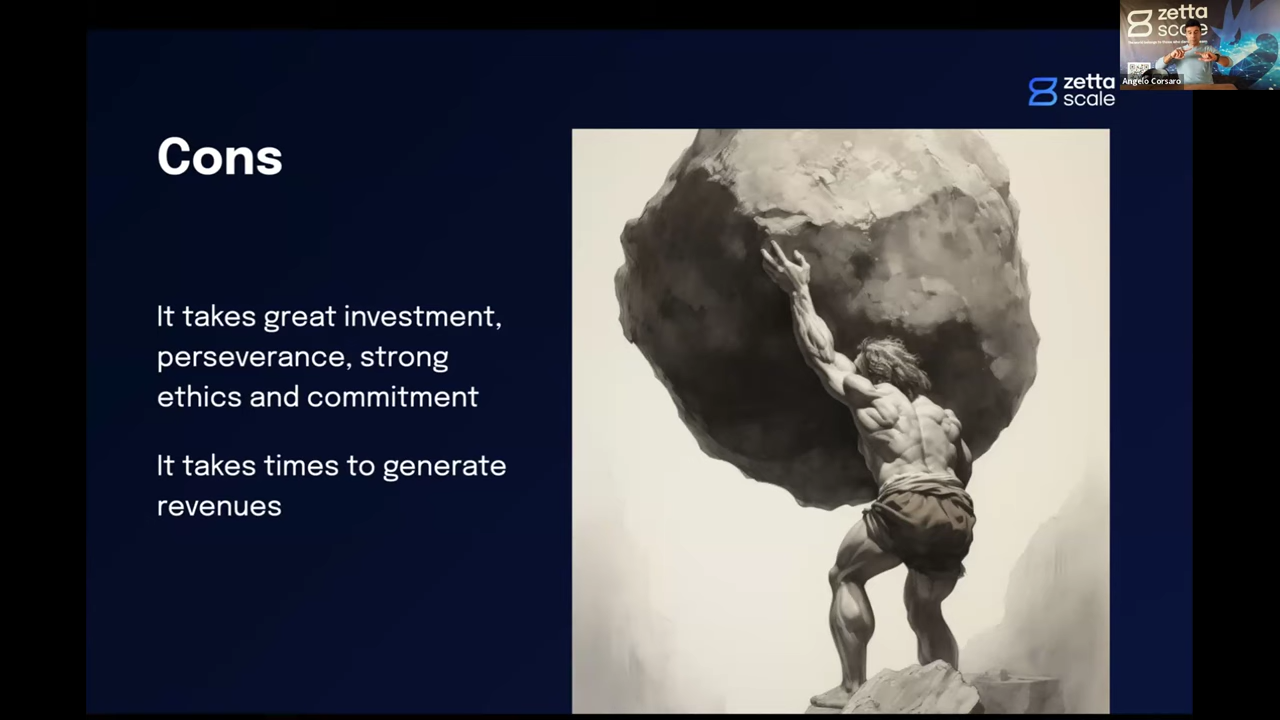 zetta
scale
Angelo Corsaro
zetta
scale
Cons
It takes great investment,
perseverance, strong
ethics and commitment
It takes times to generate
revenues